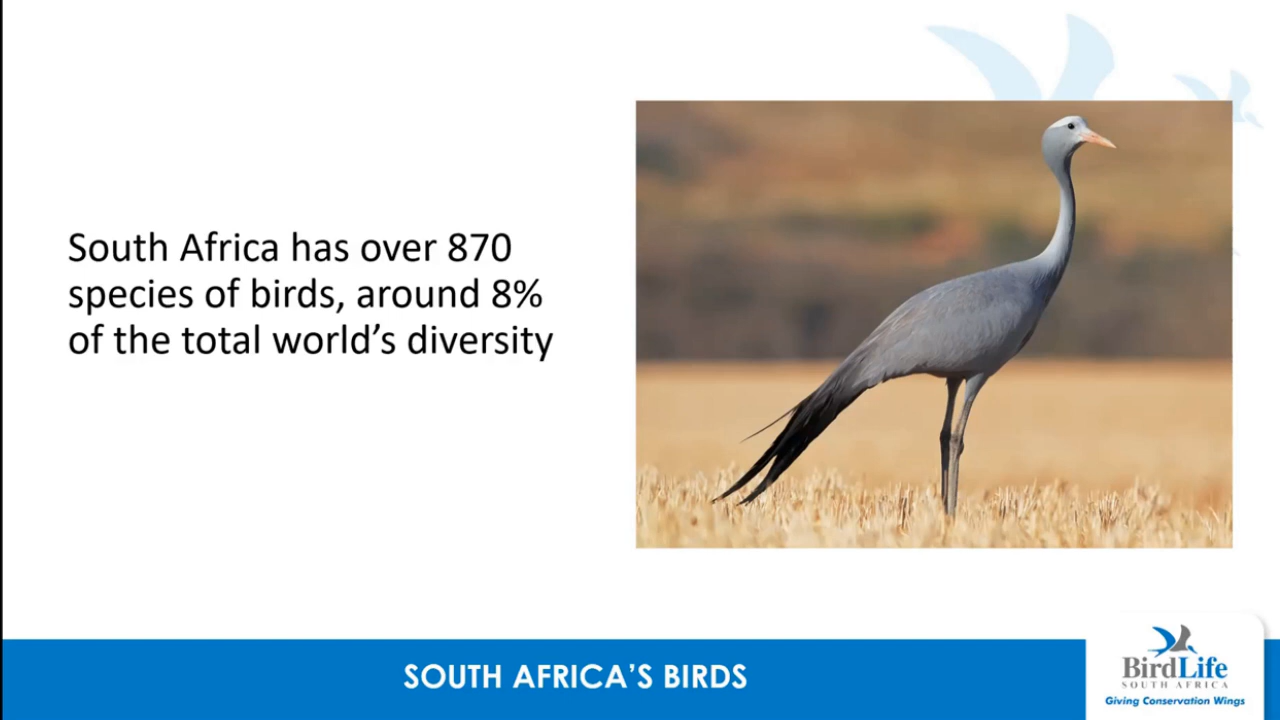 South Africa has over 870
species of birds, around 8%
of the total world’s diversity
SOUTH AFRICA’S BIRDS
BirdLife
SOUTH AFRICA
Giving Conservation Wings